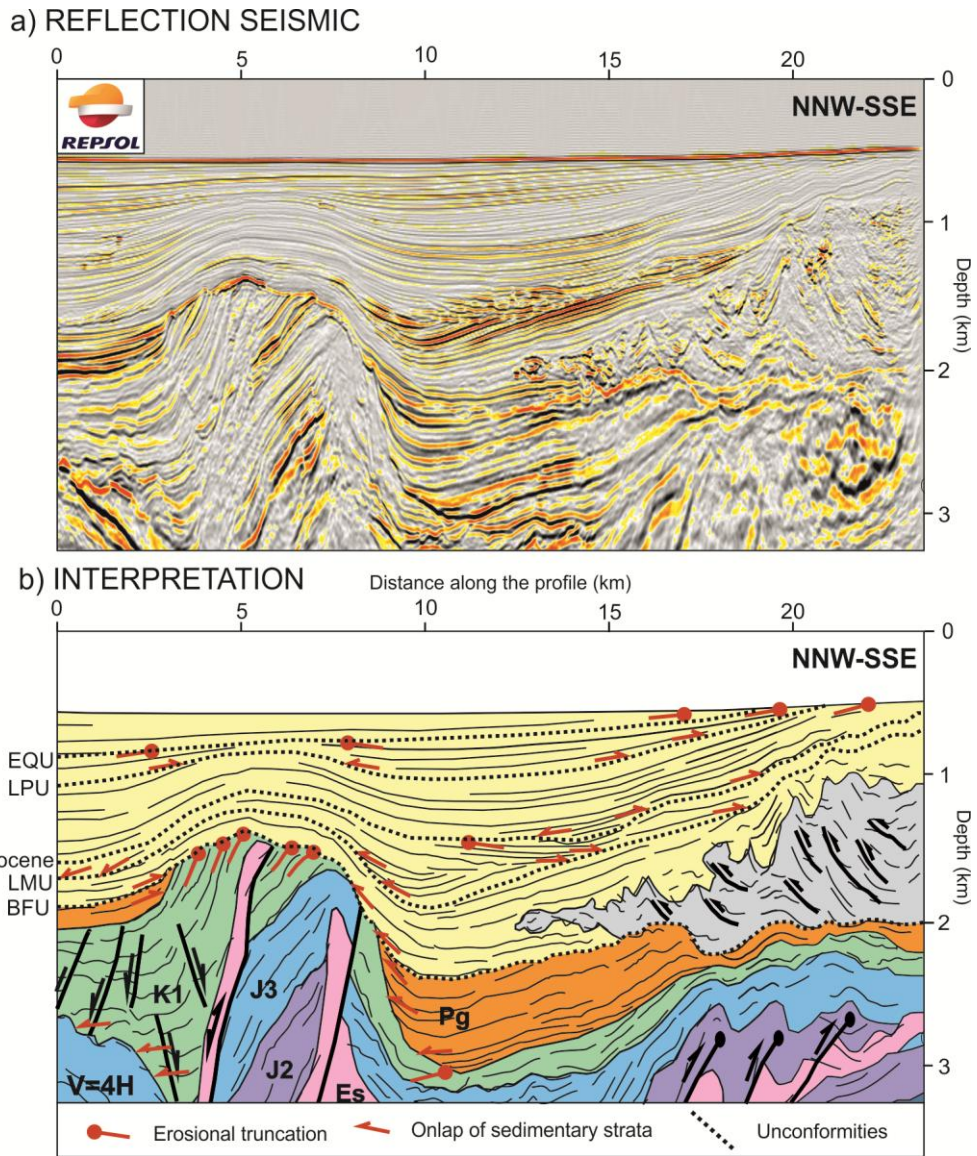 a) REFLECTION SEISMIC
0 5 10 15 20
0
REPSOL
NNW-SSE
1
Depth (km)
2
3
b) INTERPRETATION Distance along the profile (km)
0 5 10 15 20
0
NNW-SSE
EQU
LPU
1
ocene
LMU
BFU
Depth (km)
2
K1
J3
Pg
J2
3
V=4H
Es
Erosional truncation Onlap of sedimentary strata Unconformities